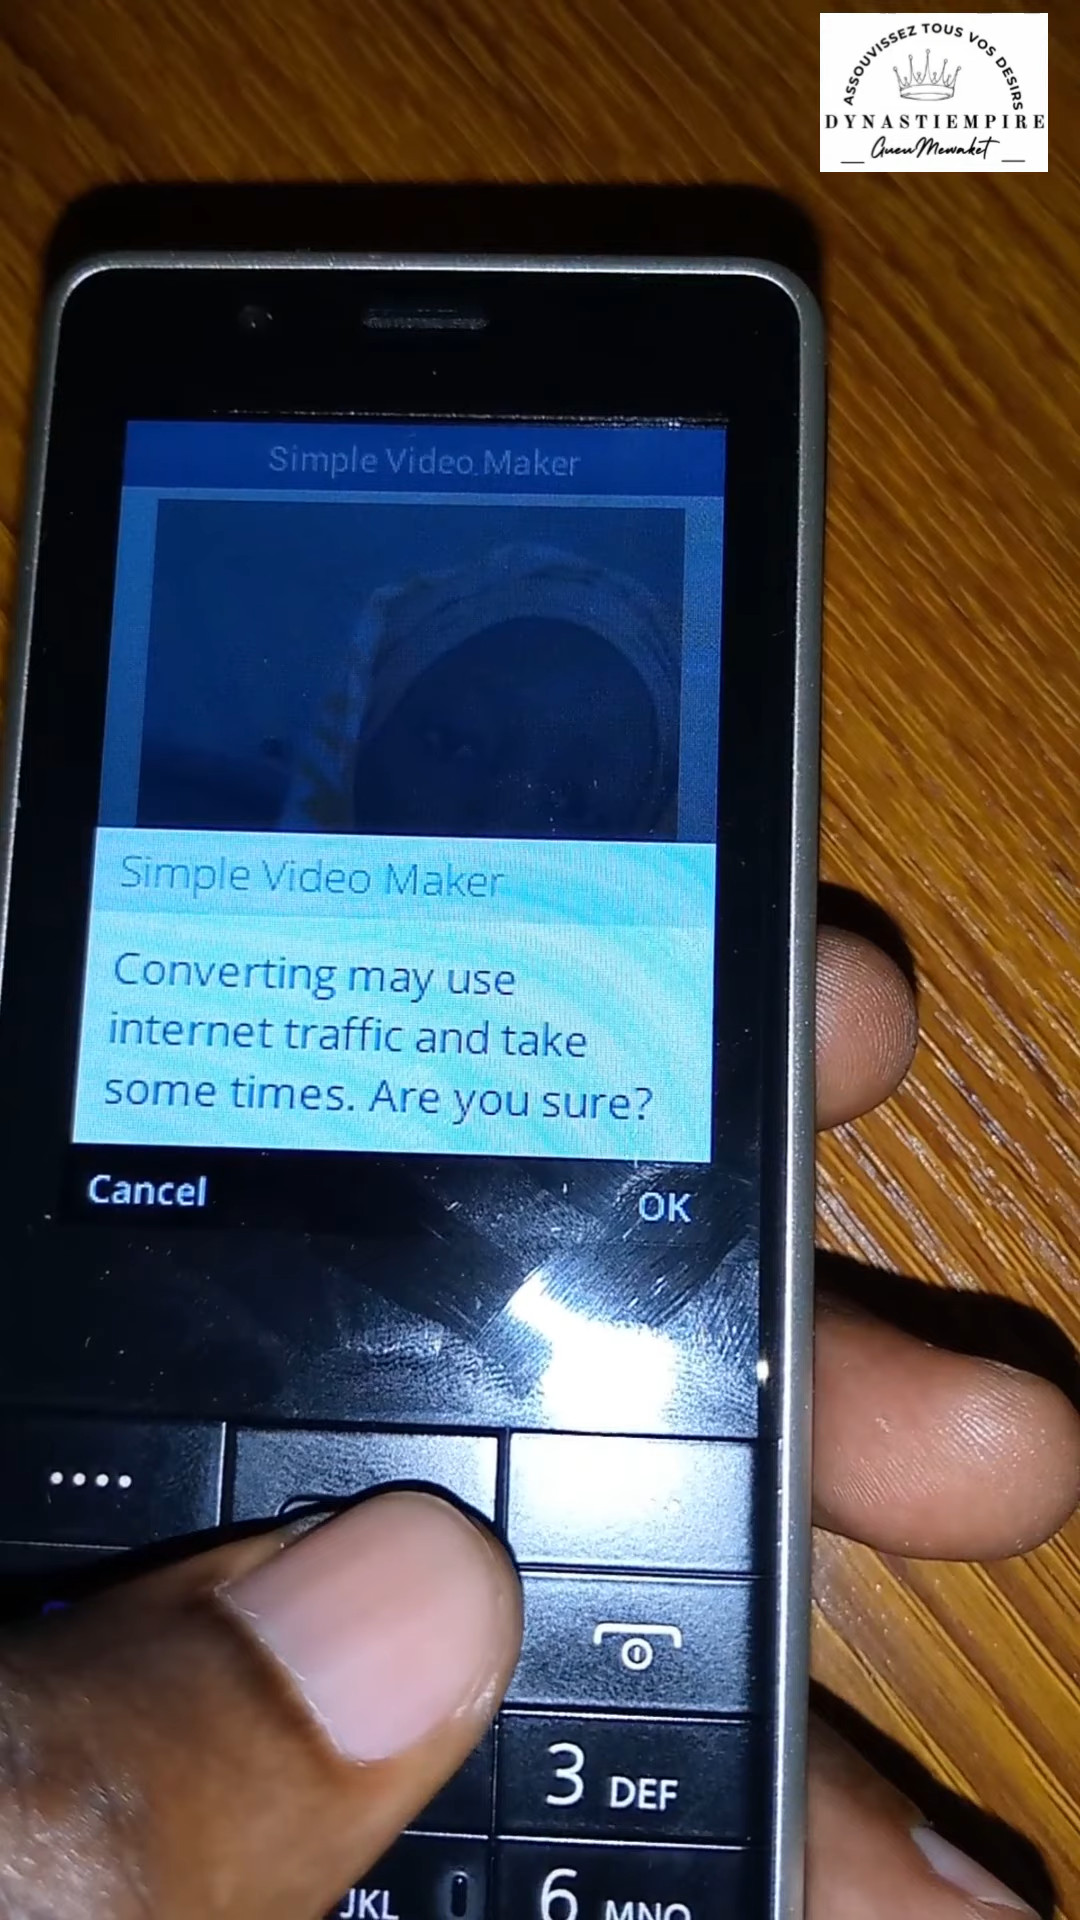 ASSOUVISSEZ TOUS VOS DESIRS
DYNASTIEMPIRE
Simple Video Maker
Simple Video Maker
Converting may use
internet traffic and take
some times. Are you sure?
Cancel
OK
3 DEF
JKL
6 MNO